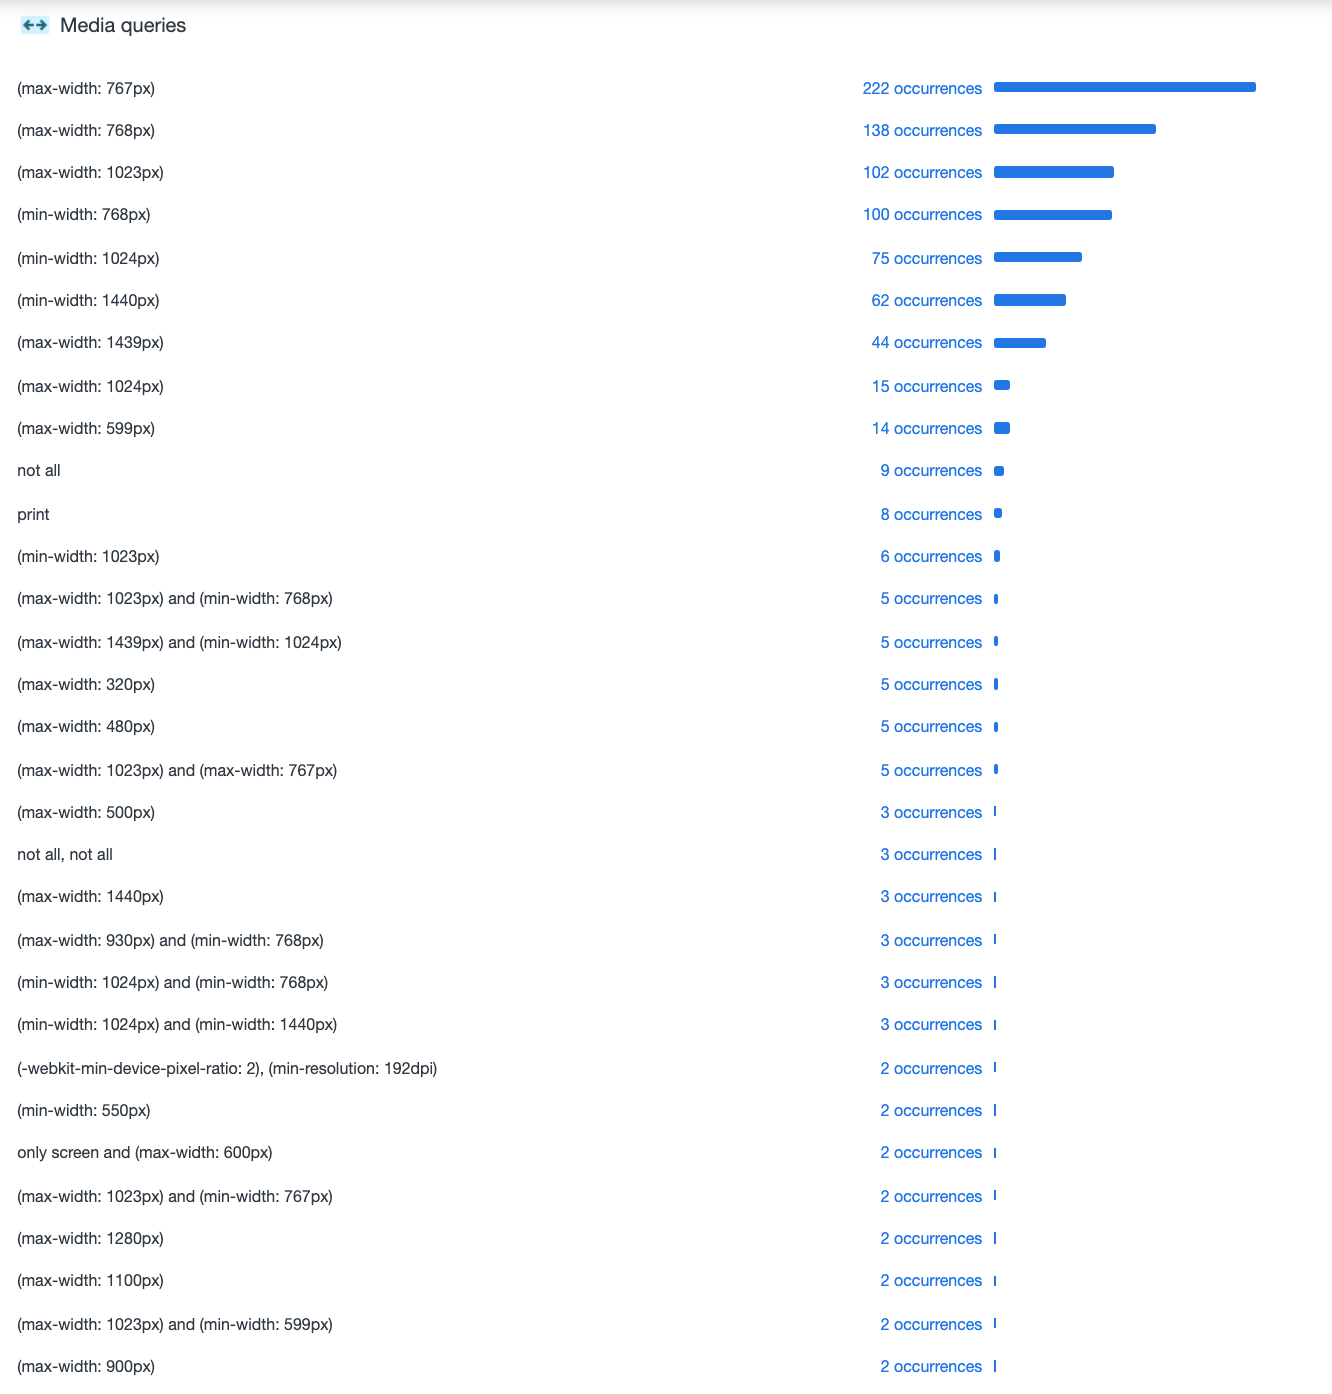 Media queries
(max-width: 767px) 222 occurrences
(max-width: 768px) 138 occurrences
(max-width: 1023px) 102 occurrences
(min-width: 768px) 100 occurrences
(min-width: 1024px) 75 occurrences
(min-width: 1440px) 62 occurrences
(max-width: 1439px) 44 occurrences
(max-width: 1024px) 15 occurrences
(max-width: 599px) 14 occurrences
not all 9 occurrences
print 8 occurrences
(min-width: 1023px) 6 occurrences
(max-width: 1023px) and (min-width: 768px) 5 occurrences
(max-width: 1439px) and (min-width: 1024px) 5 occurrences
(max-width: 320px) 5 occurrences
(max-width: 480px) 5 occurrences
(max-width: 1023px) and (max-width: 767px) 5 occurrences
(max-width: 500px) 3 occurrences
not all, not all 3 occurrences
(max-width: 1440px) 3 occurrences
(max-width: 930px) and (min-width: 768px) 3 occurrences
(min-width: 1024px) and (min-width: 768px) 3 occurrences
(min-width: 1024px) and (min-width: 1440px) 3 occurrences
(-webkit-min-device-pixel-ratio: 2), (min-resolution: 192dpi) 2 occurrences
(min-width: 550px) 2 occurrences
only screen and (max-width: 600px) 2 occurrences
(max-width: 1023px) and (min-width: 767px) 2 occurrences
(max-width: 1280px) 2 occurrences
(max-width: 1100px) 2 occurrences
(max-width: 1023px) and (min-width: 599px) 2 occurrences
(max-width: 900px) 2 occurrences